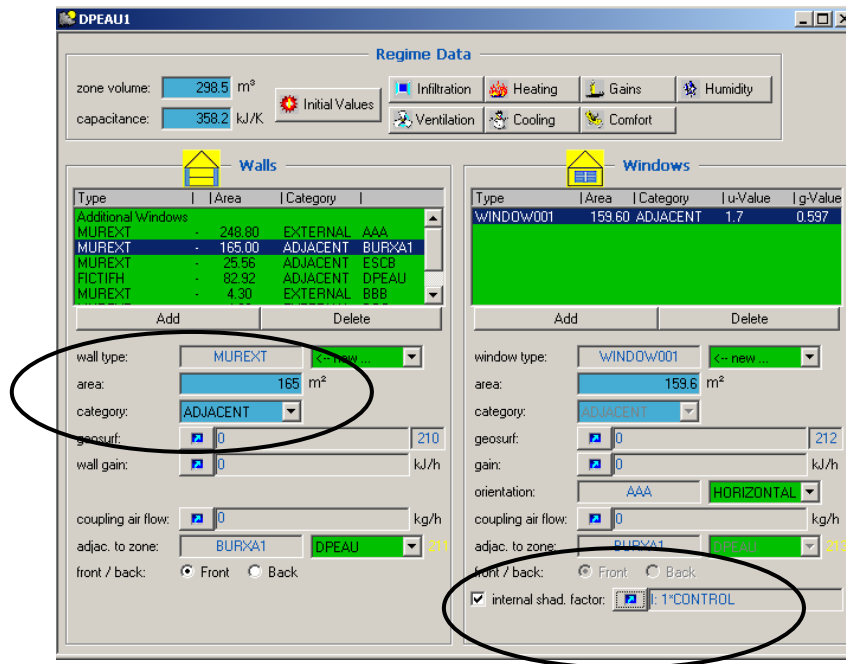 DPEAU1
Regime Data
zone volume: 298.5 m³
capacitance: 358.2 kJ/K
Initial Values
Infiltration Heating Gains Humidity
Ventilation Cooling Comfort
Walls
Type | | Area | Category |
Additional Windows
MUREXT - 248.80 EXTERNAL AAA
MUREXT - 165.00 ADJACENT BURXA1
MUREXT - 25.56 ADJACENT ESCB
FICTIFH - 82.92 ADJACENT DPEAU
MUREXT - 4.30 EXTERNAL BBB
Add Delete
wall type: MUREXT <-- new ...
area: 165 m²
category: ADJACENT
geosurf: 0 210
wall gain: 0 kJ/h
coupling air flow: 0 kg/h
adjac. to zone: BURXA1 DPEAU 211
front / back: Front Back
Windows
Type | Area | Category | u-Value | g-Value
WINDOW001 159.60 ADJACENT 1.7 0.597
Add Delete
window type: WINDOW001 <-- new ...
area: 159.6 m²
category: ADJACENT
geosurf: 0 212
gain: 0 kJ/h
orientation: AAA HORIZONTAL
coupling air flow: 0 kg/h
adjac. to zone: BURXA1 DPEAU
front / back: Front Back
internal shad. factor: I: 1*CONTROL